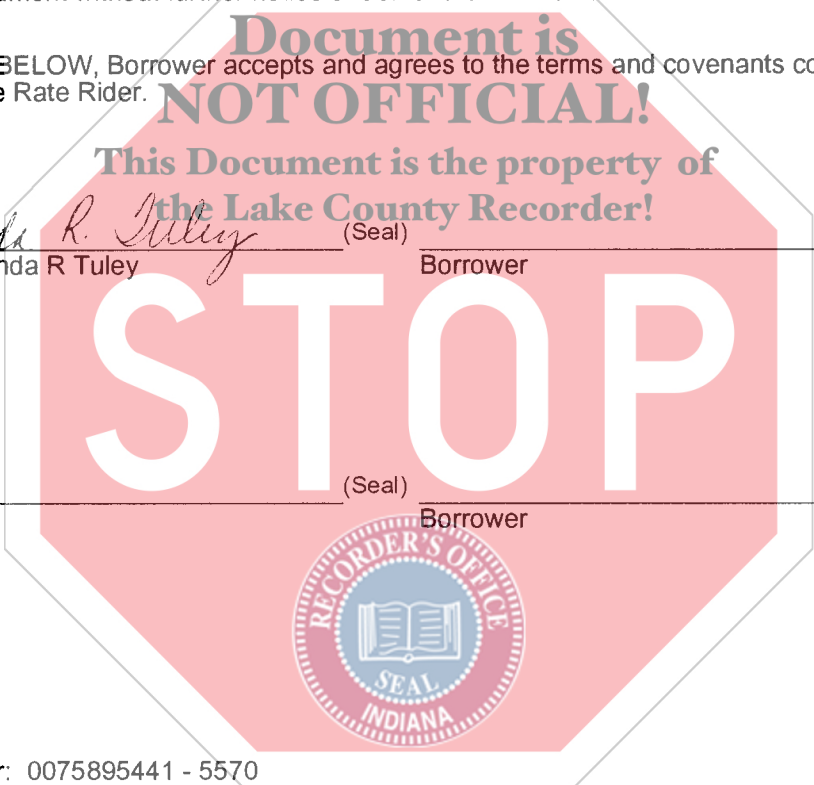 Document is
BELOW, Borrower accepts and agrees to the terms and covenants co
e Rate Rider.
NOT OFFICIAL!
This Document is the property of
the Lake County Recorder!
R. Tuley (Seal)
nda R Tuley Borrower
STOP
(Seal)
Borrower
RECORDER'S OFFICE
SEAL
INDIANA
r: 0075895441 - 5570